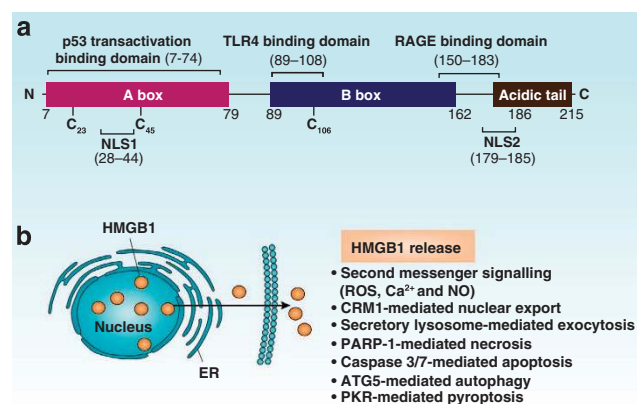 a
p53 transactivation
binding domain (7-74)
TLR4 binding domain
(89–108)
RAGE binding domain
(150–183)
N
A box
B box
Acidic tail
C
7
79
89
162
186
215
C23
C45
C106
NLS1
(28–44)
NLS2
(179–185)
b
HMGB1
Nucleus
ER
HMGB1 release
• Second messenger signalling
(ROS, Ca²⁺ and NO)
• CRM1-mediated nuclear export
• Secretory lysosome-mediated exocytosis
• PARP-1-mediated necrosis
• Caspase 3/7-mediated apoptosis
• ATG5-mediated autophagy
• PKR-mediated pyroptosis